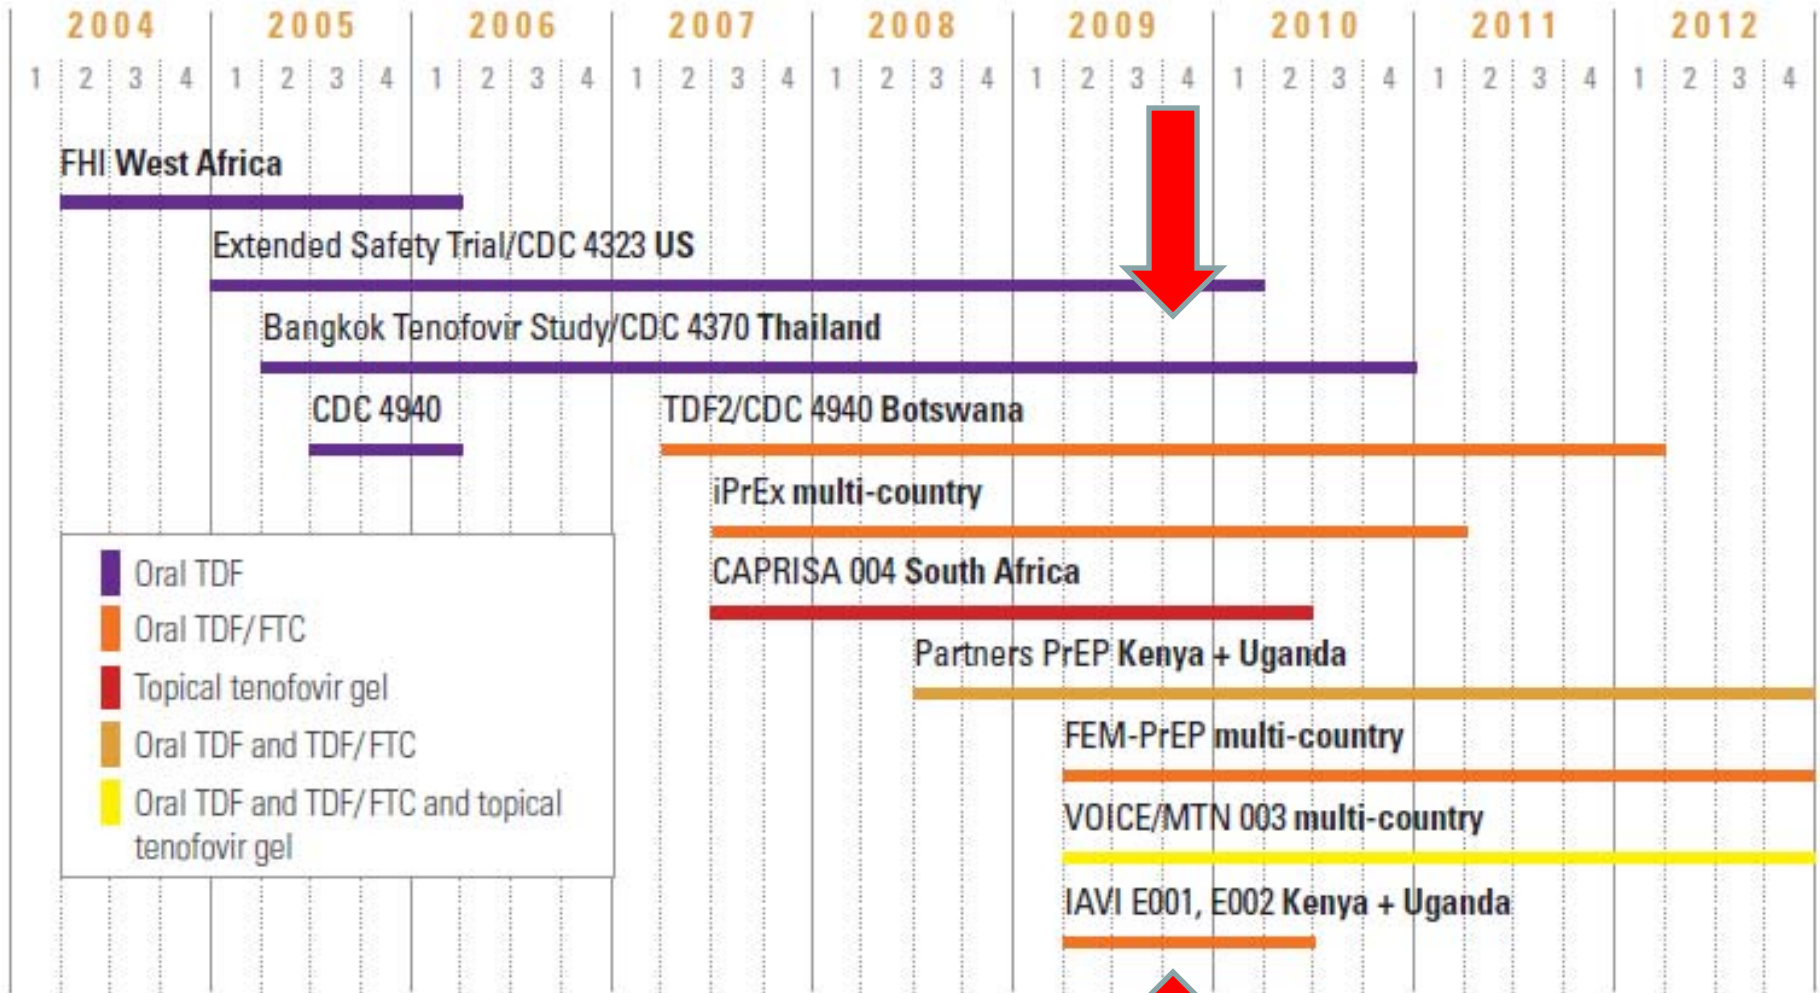 2004 2005 2006 2007 2008 2009 2010 2011 2012
1 2 3 4 1 2 3 4 1 2 3 4 1 2 3 4 1 2 3 4 1 2 3 4 1 2 3 4 1 2 3 4 1 2 3 4
FHI West Africa
Extended Safety Trial/CDC 4323 US
Bangkok Tenofovir Study/CDC 4370 Thailand
CDC 4940 TDF2/CDC 4940 Botswana
iPrEx multi-country
CAPRISA 004 South Africa
Partners PrEP Kenya + Uganda
FEM-PrEP multi-country
VOICE/MTN 003 multi-country
IAVI E001, E002 Kenya + Uganda
Oral TDF
Oral TDF/FTC
Topical tenofovir gel
Oral TDF and TDF/FTC
Oral TDF and TDF/FTC and topical
tenofovir gel